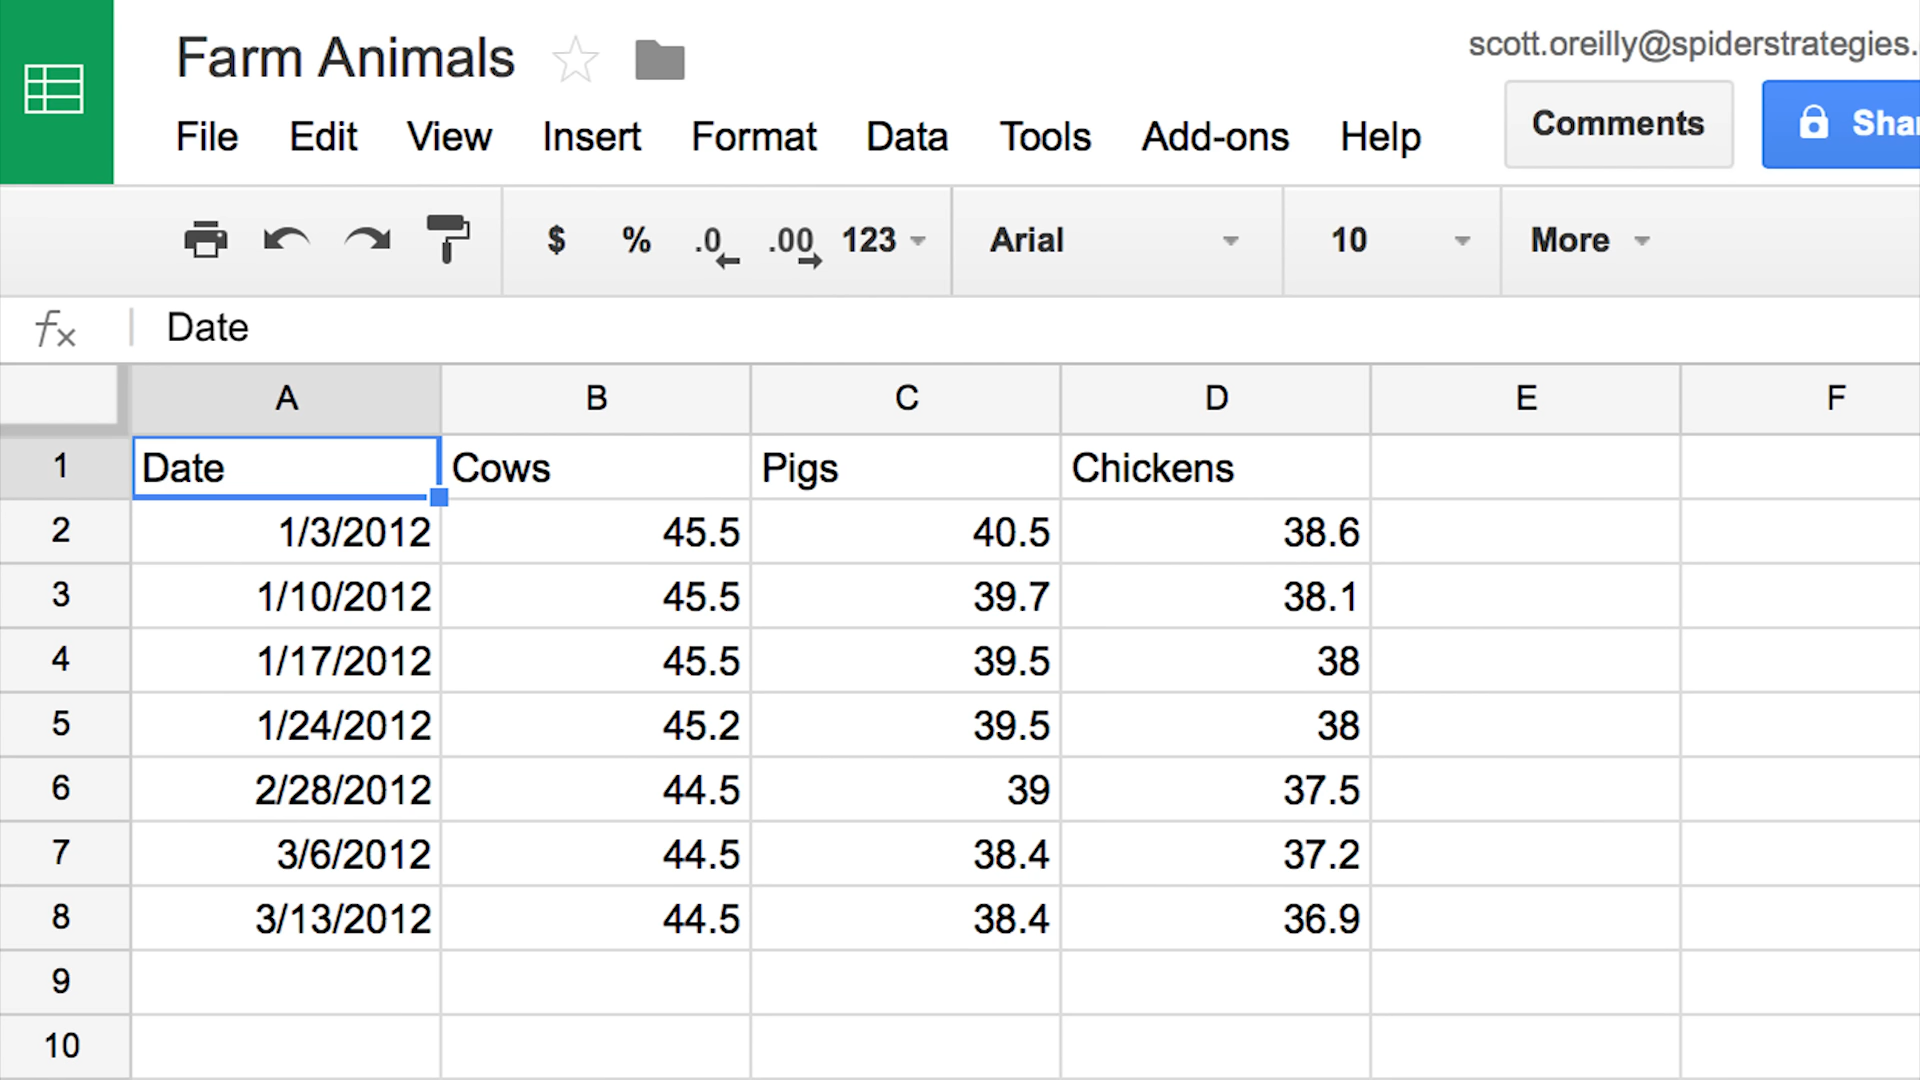 Farm Animals
scott.oreilly@spiderstrategies.
File Edit View Insert Format Data Tools Add-ons Help
Comments
$ % .0 .00 123 Arial 10 More
fx Date
A B C D E F
1 Date Cows Pigs Chickens
2 1/3/2012 45.5 40.5 38.6
3 1/10/2012 45.5 39.7 38.1
4 1/17/2012 45.5 39.5 38
5 1/24/2012 45.2 39.5 38
6 2/28/2012 44.5 39 37.5
7 3/6/2012 44.5 38.4 37.2
8 3/13/2012 44.5 38.4 36.9
9
10